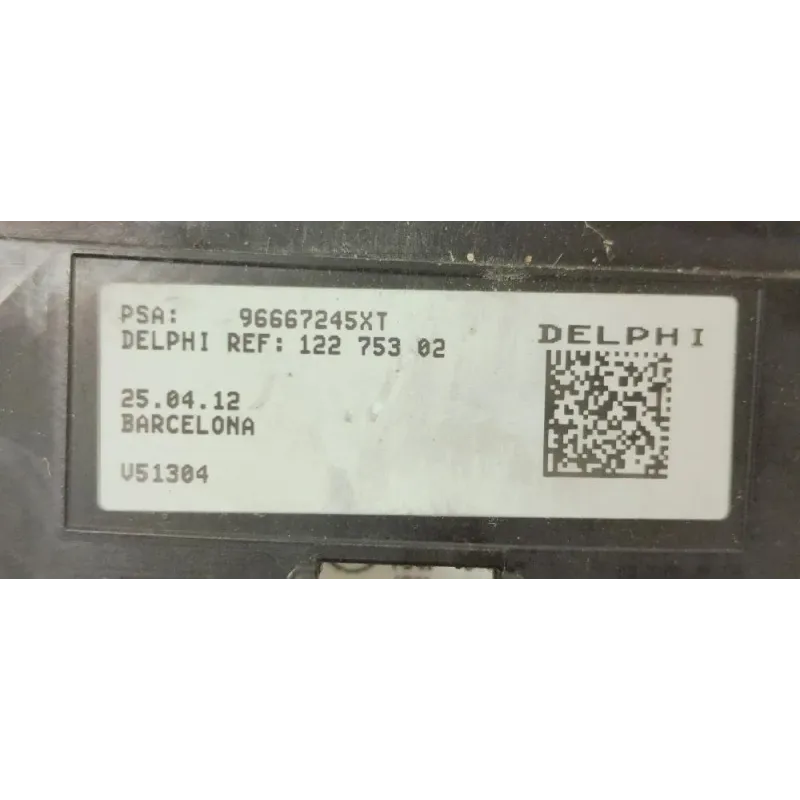 PSA: 96667245XT
DELPHI REF: 122 753 02
DELPHI
25.04.12
BARCELONA
V51304